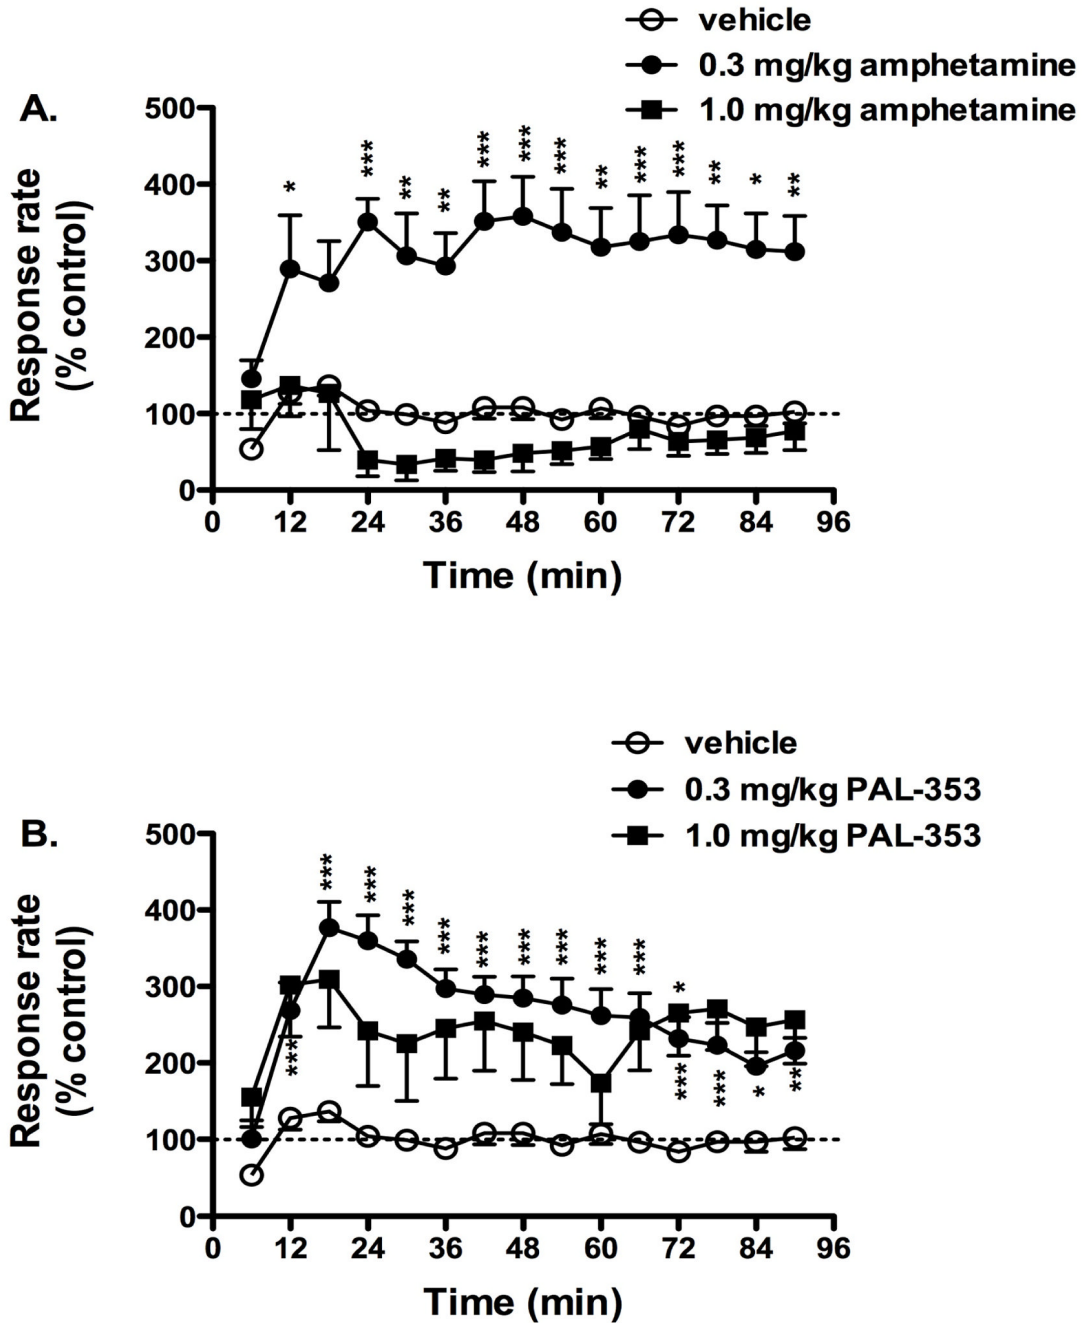 vehicle
0.3 mg/kg amphetamine
1.0 mg/kg amphetamine
A.
Response rate
(% control)
500
400
300
200
100
0
* *** ** ** *** *** *** ** *** *** ** * **
0 12 24 36 48 60 72 84 96
Time (min)
vehicle
0.3 mg/kg PAL-353
1.0 mg/kg PAL-353
B.
Response rate
(% control)
500
400
300
200
100
0
*** *** *** *** *** *** *** *** *** *
*** *** *** * **
0 12 24 36 48 60 72 84 96
Time (min)